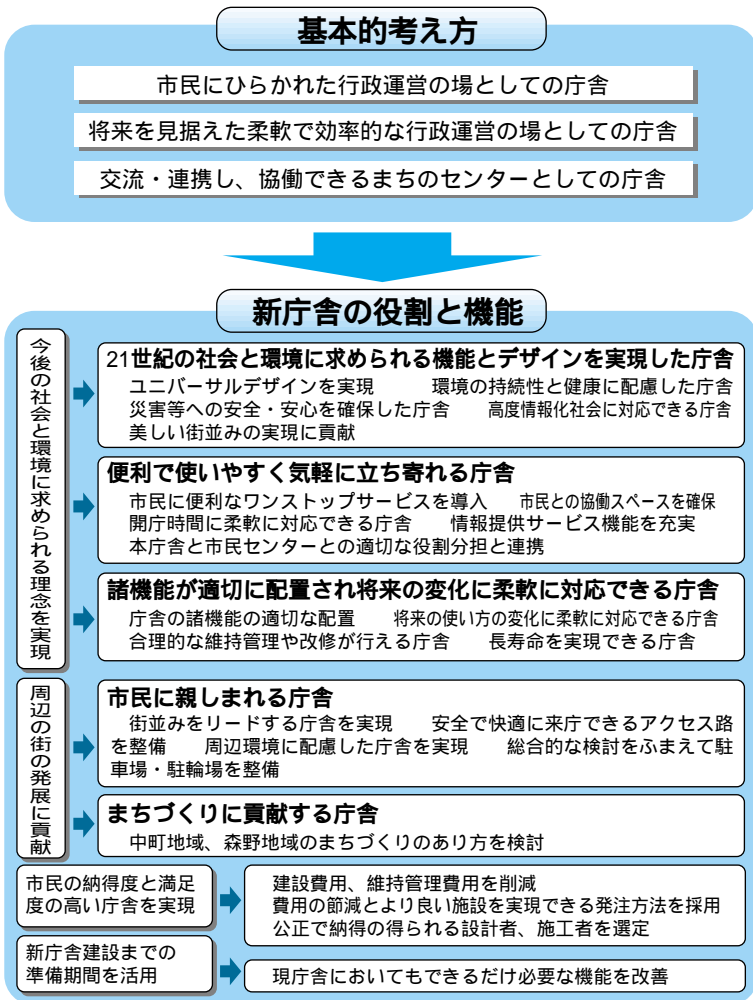 基本的考え方
市民にひらかれた行政運営の場としての庁舎
将来を見据えた柔軟で効率的な行政運営の場としての庁舎
交流・連携し、協働できるまちのセンターとしての庁舎
新庁舎の役割と機能
今後の社会と環境に求められる理念を実現
21世紀の社会と環境に求められる機能とデザインを実現した庁舎
ユニバーサルデザインを実現　環境の持続性と健康に配慮した庁舎
災害等への安全・安心を確保した庁舎　高度情報化社会に対応できる庁舎
美しい街並みの実現に貢献
便利で使いやすく気軽に立ち寄れる庁舎
市民に便利なワンストップサービスを導入　市民との協働スペースを確保
開庁時間に柔軟に対応できる庁舎　情報提供サービス機能を充実
本庁舎と市民センターとの適切な役割分担と連携
諸機能が適切に配置され将来の変化に柔軟に対応できる庁舎
庁舎の諸機能の適切な配置　将来の使い方の変化に柔軟に対応できる庁舎
合理的な維持管理や改修が行える庁舎　長寿命を実現できる庁舎
周辺の街の発展に貢献
市民に親しまれる庁舎
街並みをリードする庁舎を実現　安全で快適に来庁できるアクセス路
を整備　周辺環境に配慮した庁舎を実現　総合的な検討をふまえて駐
車場・駐輪場を整備
まちづくりに貢献する庁舎
中町地域、森野地域のまちづくりのあり方を検討
市民の納得度と満足
度の高い庁舎を実現
建設費用、維持管理費用を削減
費用の節減とより良い施設を実現できる発注方法を採用
公正で納得の得られる設計者、施工者を選定
新庁舎建設までの
準備期間を活用
現庁舎においてもできるだけ必要な機能を改善